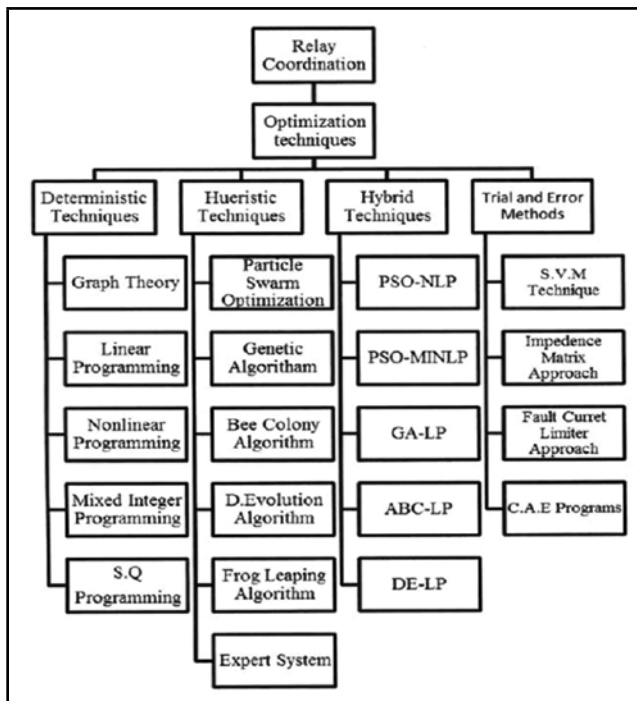 Relay
Coordination
Optimization
techniques
Deterministic
Techniques
Hueristic
Techniques
Hybrid
Techniques
Trial and Error
Methods
Graph Theory
Linear
Programming
Nonlinear
Programming
Mixed Integer
Programming
S.Q
Programming
Particle
Swarm
Optimization
Genetic
Algoritham
Bee Colony
Algorithm
D.Evolution
Algorithm
Frog Leaping
Algorithm
Expert System
PSO-NLP
PSO-MINLP
GA-LP
ABC-LP
DE-LP
S.V.M
Technique
Impedence
Matrix
Approach
Fault Curret
Limiter
Approach
C.A.E Programs